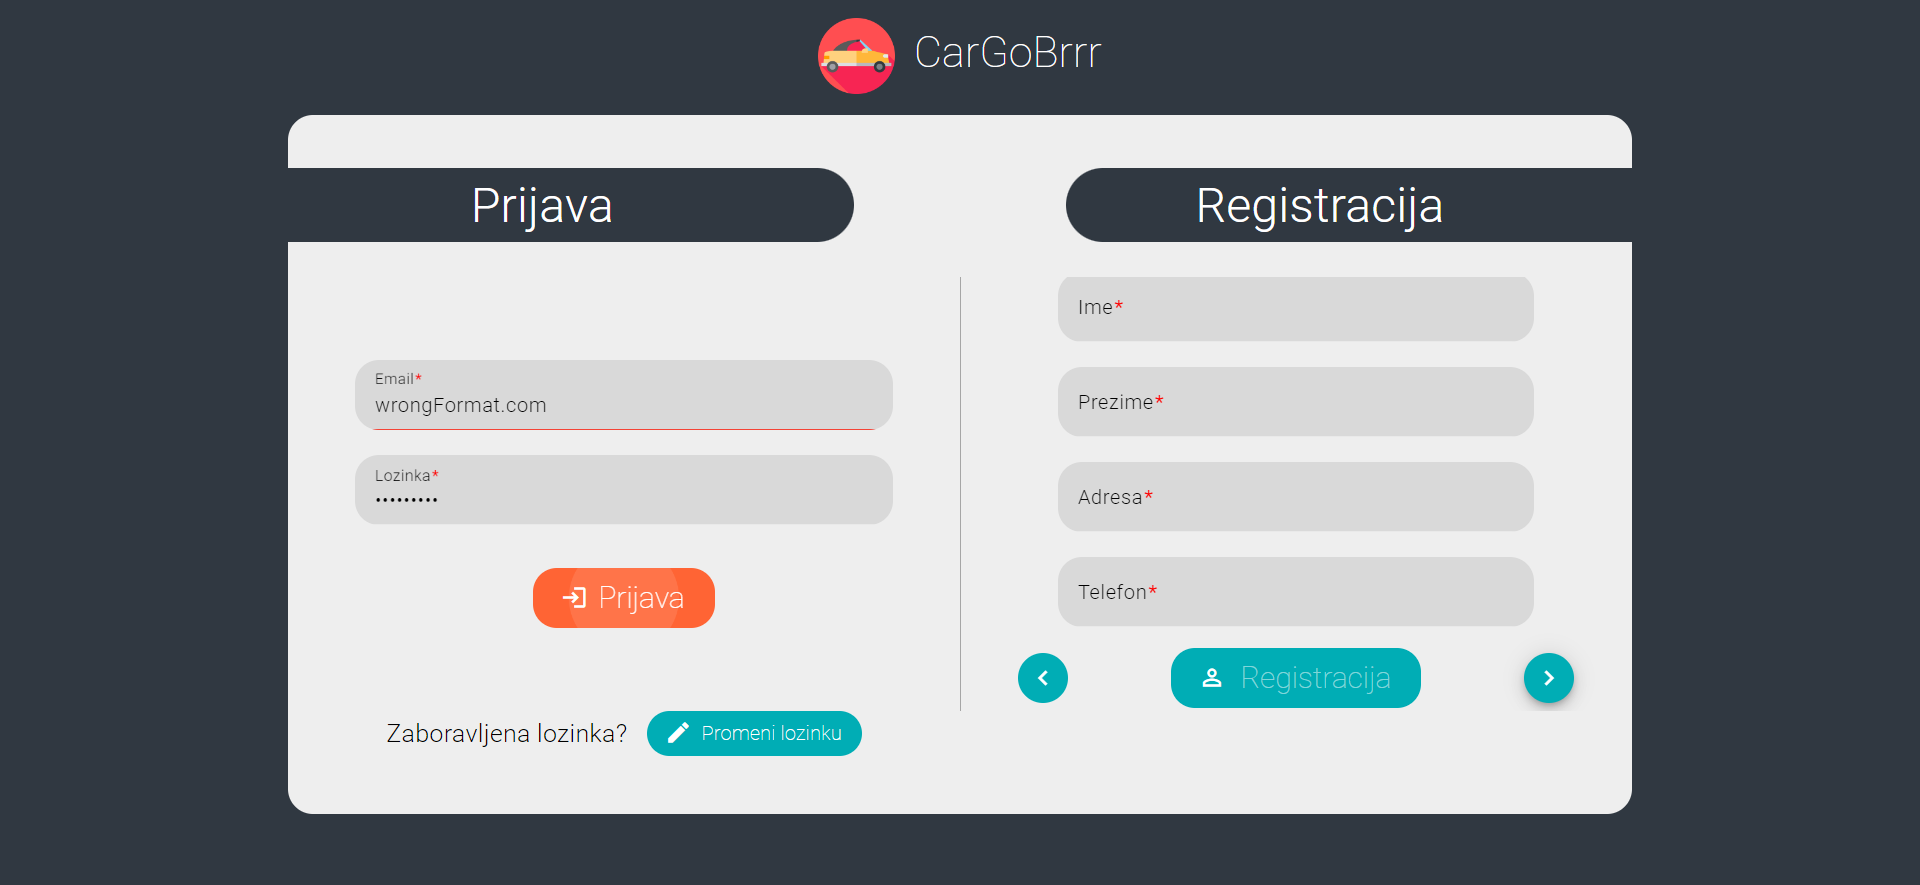 CarGoBrrr
Prijava
Email*
wrongFormat.com
Lozinka*
•••••••••
Prijava
Zaboravljena lozinka?
Promeni lozinku
Registracija
Ime*
Prezime*
Adresa*
Telefon*
Registracija